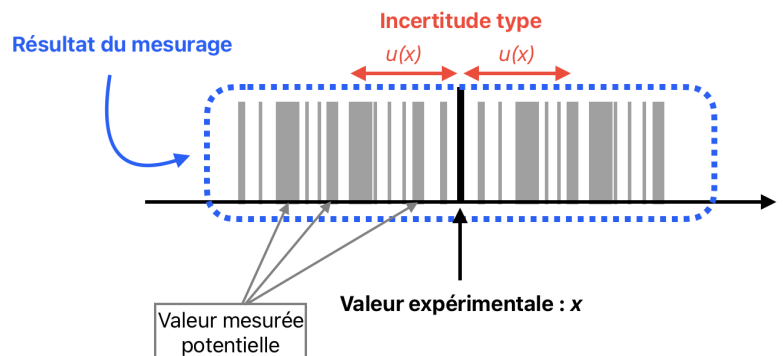 Incertitude type
Résultat du mesurage
u(x)
u(x)
Valeur expérimentale : x
Valeur mesurée
potentielle